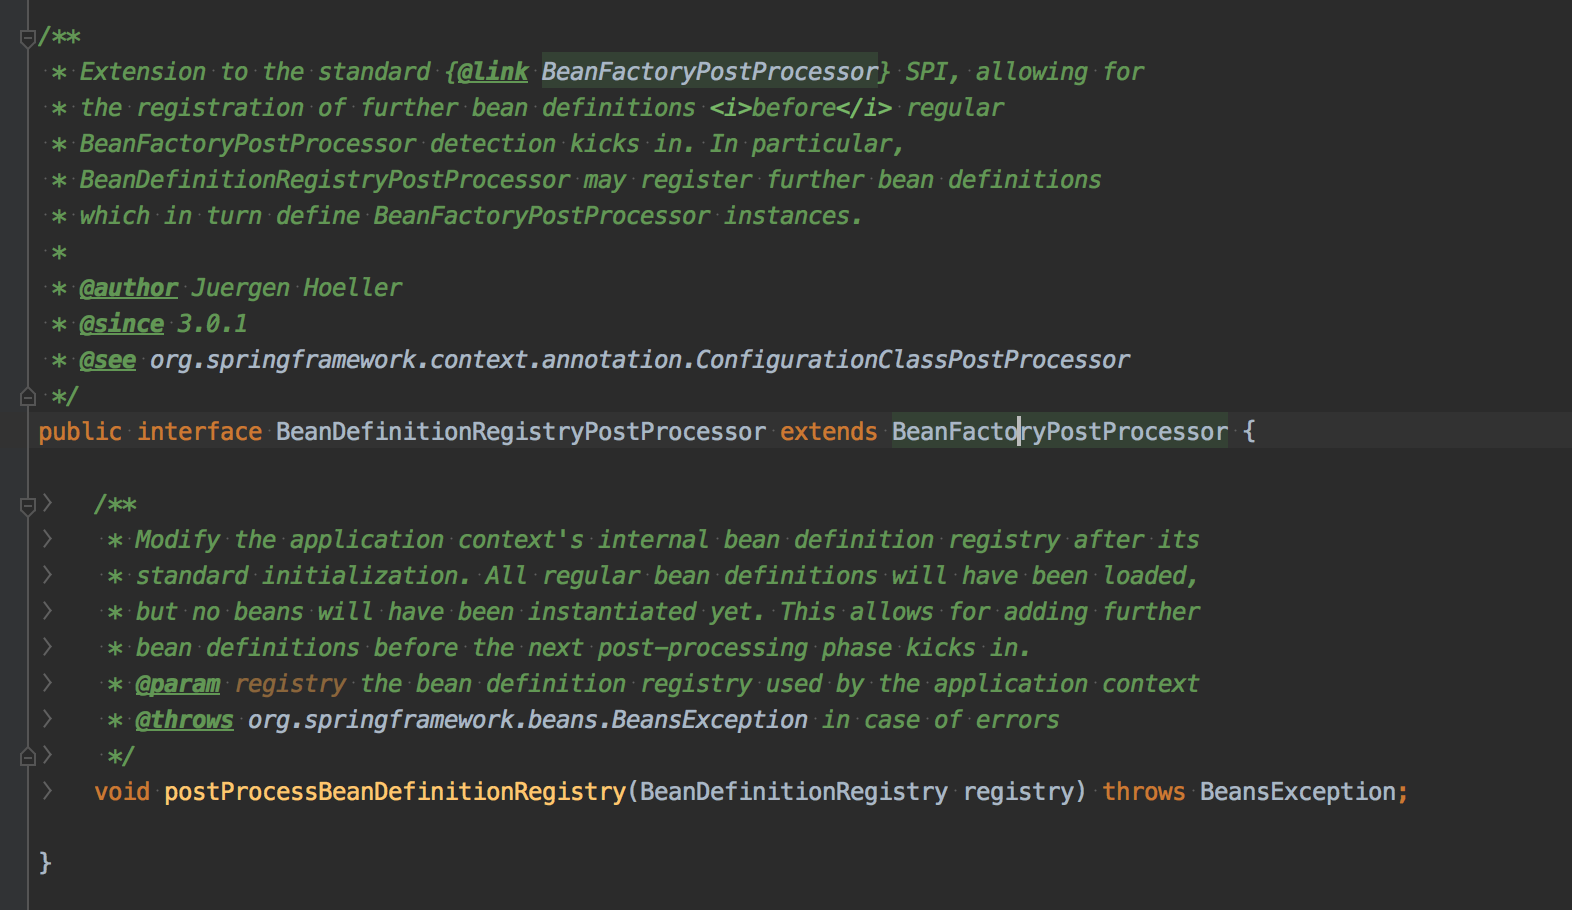 /**
 * Extension to the standard {@link BeanFactoryPostProcessor} SPI, allowing for
 * the registration of further bean definitions <i>before</i> regular
 * BeanFactoryPostProcessor detection kicks in. In particular,
 * BeanDefinitionRegistryPostProcessor may register further bean definitions
 * which in turn define BeanFactoryPostProcessor instances.
 *
 * @author Juergen Hoeller
 * @since 3.0.1
 * @see org.springframework.context.annotation.ConfigurationClassPostProcessor
 */
public interface BeanDefinitionRegistryPostProcessor extends BeanFactoryPostProcessor {
    /**
     * Modify the application context's internal bean definition registry after its
     * standard initialization. All regular bean definitions will have been loaded,
     * but no beans will have been instantiated yet. This allows for adding further
     * bean definitions before the next post-processing phase kicks in.
     * @param registry the bean definition registry used by the application context
     * @throws org.springframework.beans.BeansException in case of errors
     */
    void postProcessBeanDefinitionRegistry(BeanDefinitionRegistry registry) throws BeansException;
}